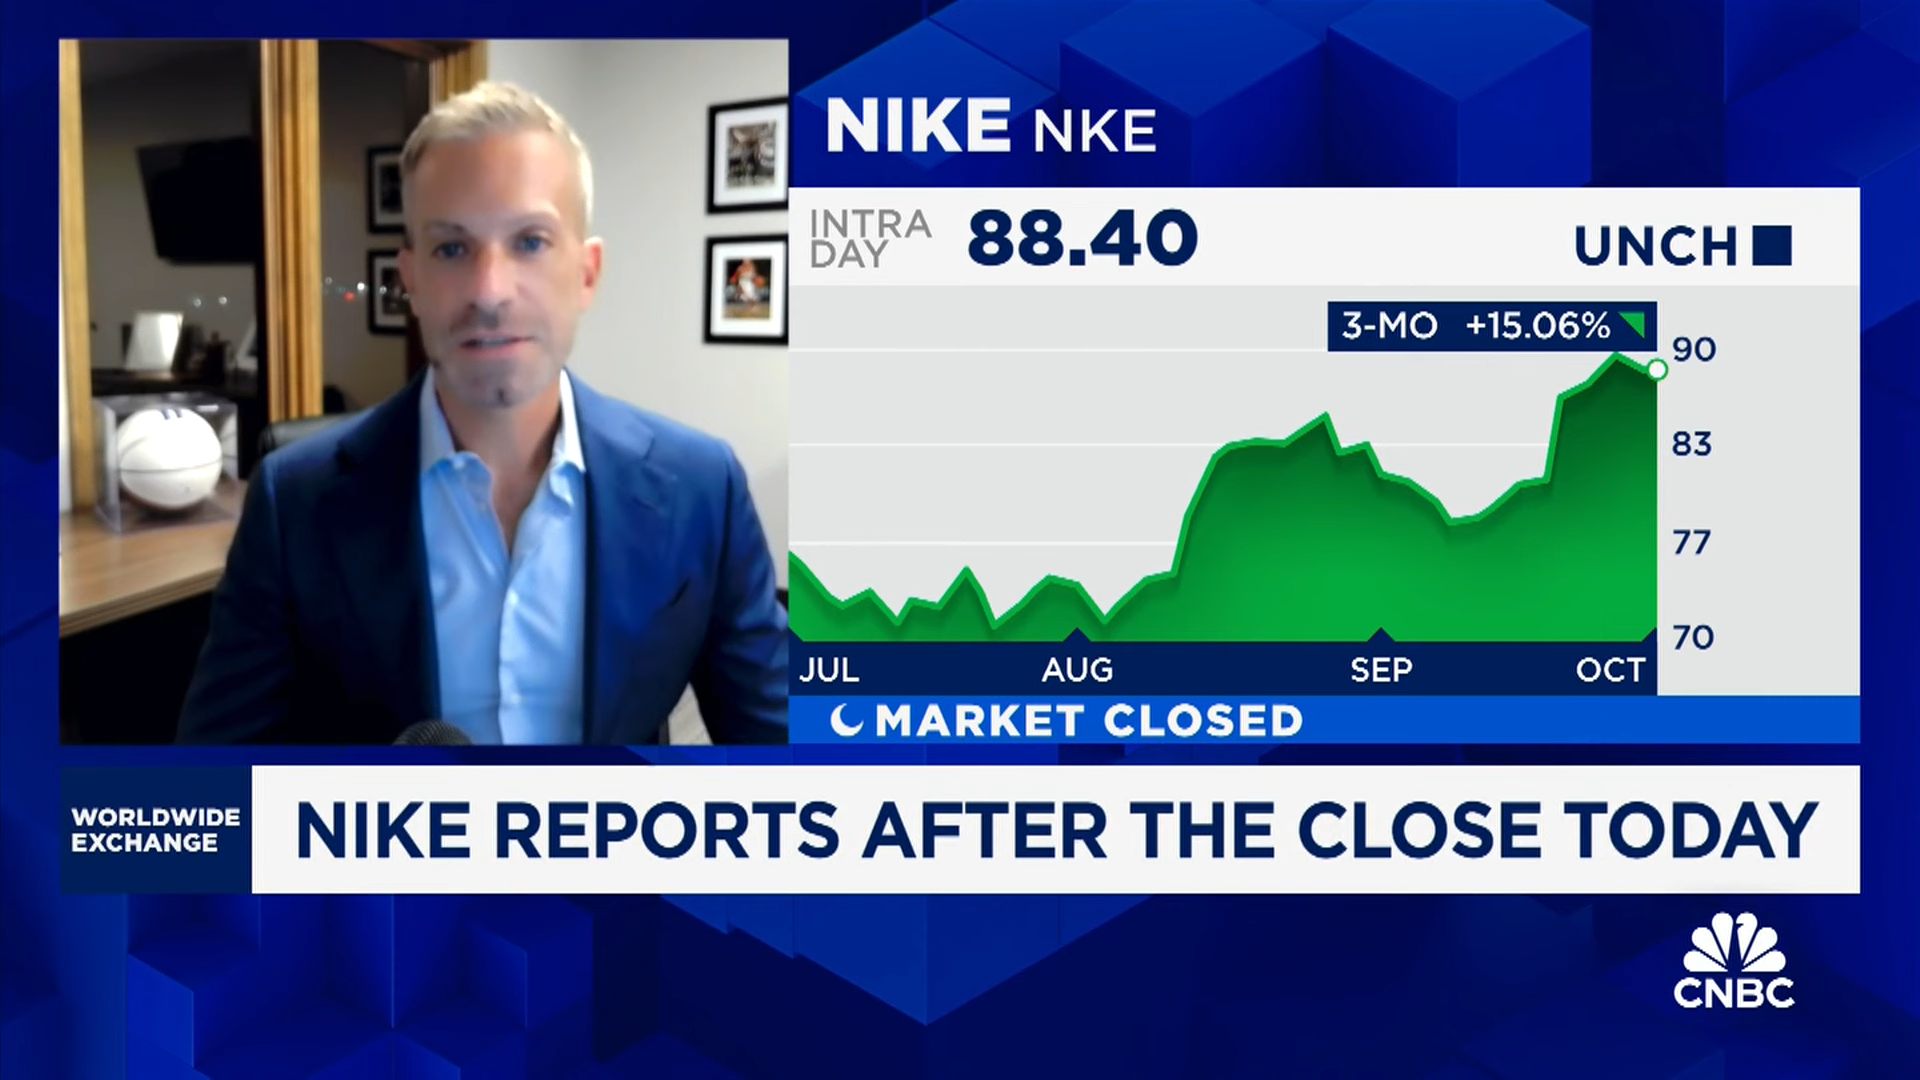 NIKE NKE
INTRA
DAY
88.40
UNCH
3-MO +15.06%
90
83
77
70
JUL AUG SEP OCT
MARKET CLOSED
WORLDWIDE
EXCHANGE
NIKE REPORTS AFTER THE CLOSE TODAY
CNBC